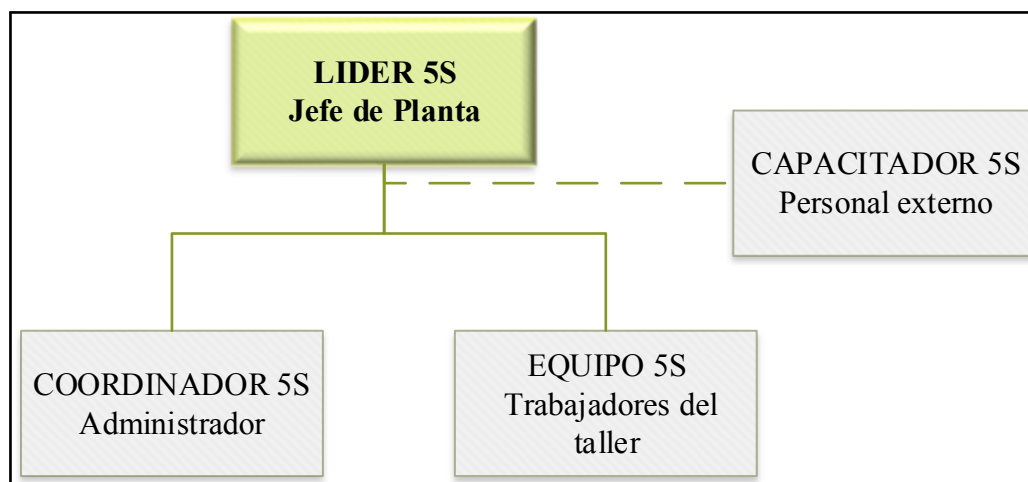 LIDER 5S
Jefe de Planta
CAPACITADOR 5S
Personal externo
COORDINADOR 5S
Administrador
EQUIPO 5S
Trabajadores del
taller